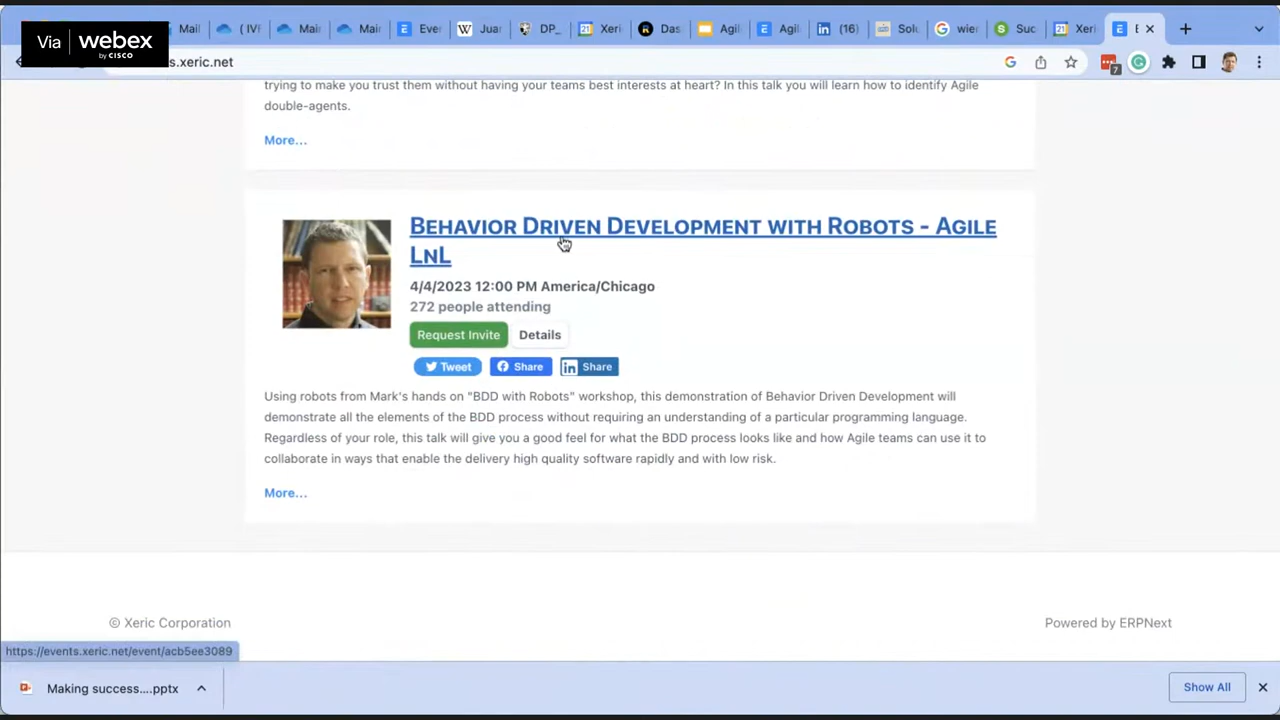 Via webex
by CISCO
Mail
( IVF
Mair
Mair
Ever
Juar
DP_
Xeric
Das
Agil
Agil
(16)
Solu
wier
Suc
Xeri
E
s.xeric.net
7
trying to make you trust them without having your teams best interests at heart? In this talk you will learn how to identify Agile
double-agents.
More...
Behavior Driven Development with Robots - Agile
LnL
4/4/2023 12:00 PM America/Chicago
272 people attending
Request Invite Details
Tweet Share Share
Using robots from Mark's hands on "BDD with Robots" workshop, this demonstration of Behavior Driven Development will
demonstrate all the elements of the BDD process without requiring an understanding of a particular programming language.
Regardless of your role, this talk will give you a good feel for what the BDD process looks like and how Agile teams can use it to
collaborate in ways that enable the delivery high quality software rapidly and with low risk.
More...
© Xeric Corporation Powered by ERPNext
https://events.xeric.net/event/acb5ee3089
Making success....pptx Show All